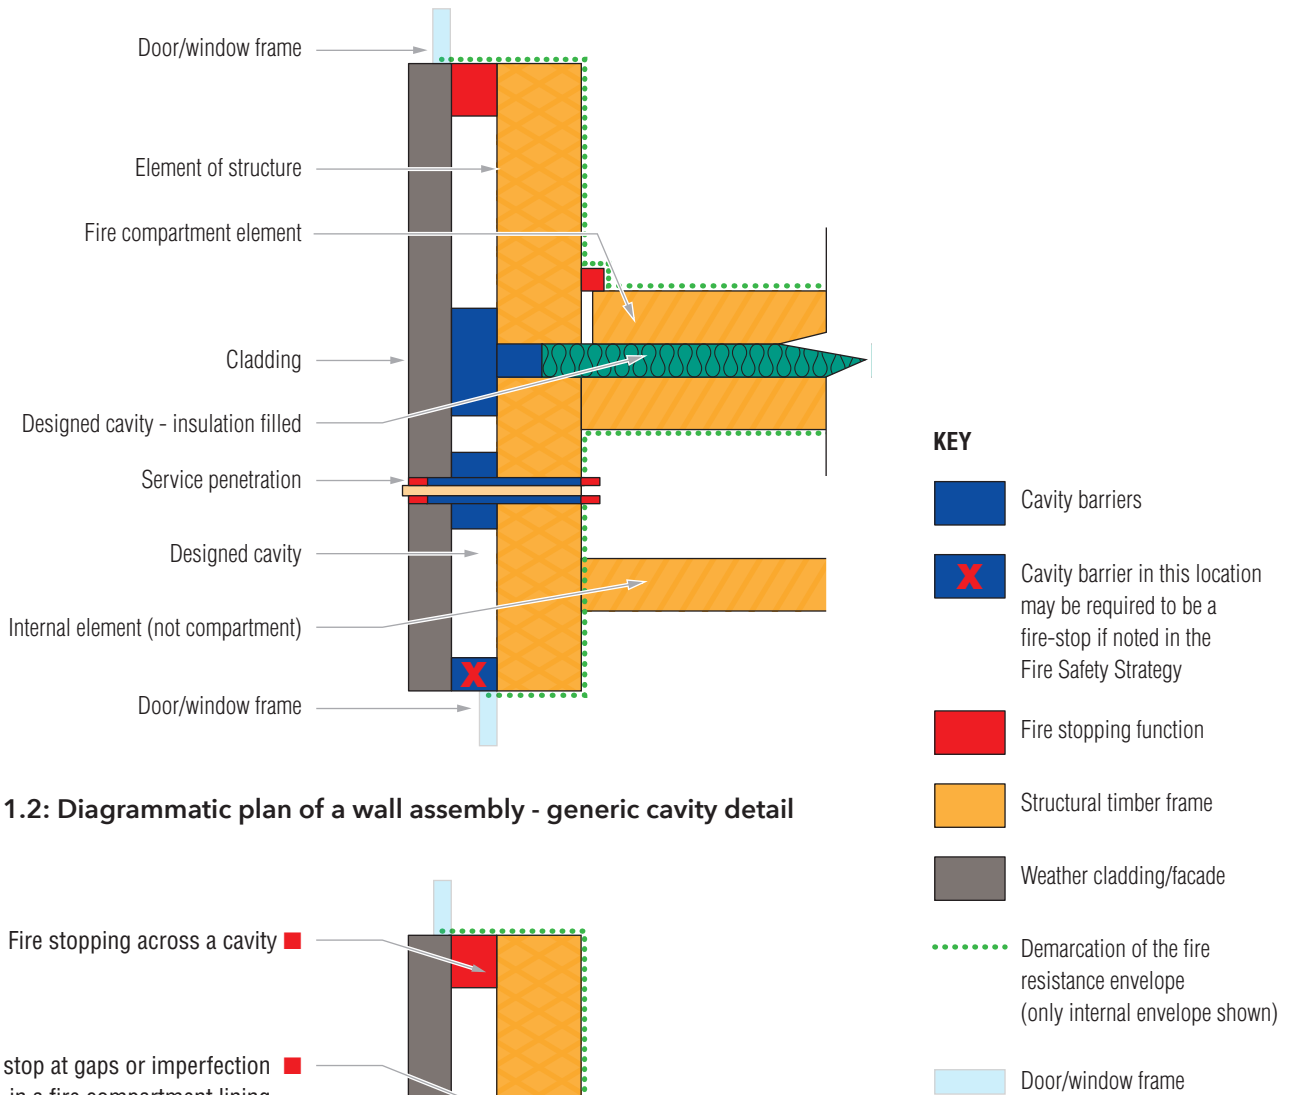 Door/window frame
Element of structure
Fire compartment element
Cladding
Designed cavity - insulation filled
Service penetration
Designed cavity
Internal element (not compartment)
Door/window frame
X
1.2: Diagrammatic plan of a wall assembly - generic cavity detail
Fire stopping across a cavity
stop at gaps or imperfection
in a fire compartment lining
KEY
Cavity barriers
X
Cavity barrier in this location
may be required to be a
fire-stop if noted in the
Fire Safety Strategy
Fire stopping function
Structural timber frame
Weather cladding/facade
Demarcation of the fire
resistance envelope
(only internal envelope shown)
Door/window frame